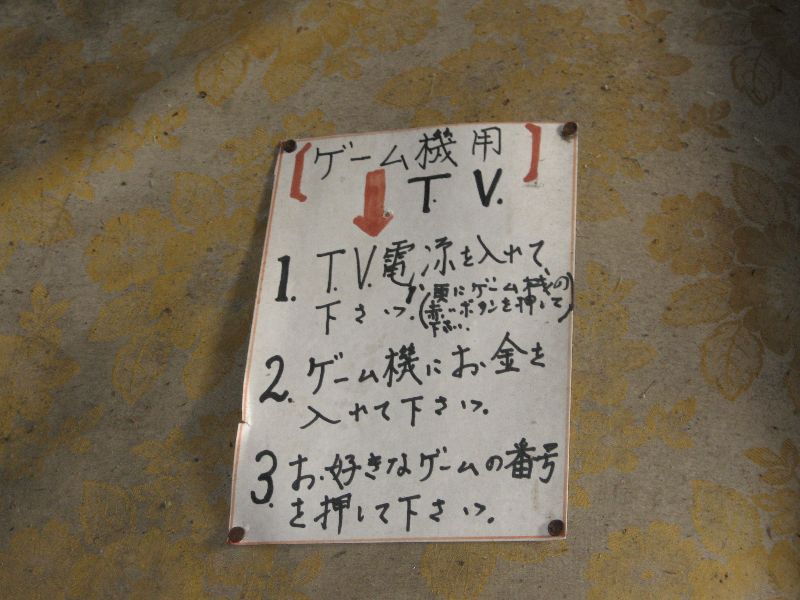 [ゲーム機用]
T.V.
1. T.V.電源を入れて、
下さい。(更にゲーム機の
赤いボタンを押して
下さい。)
2. ゲーム機にお金を
入れて下さい。
3. お好きなゲームの番号
を押して下さい。